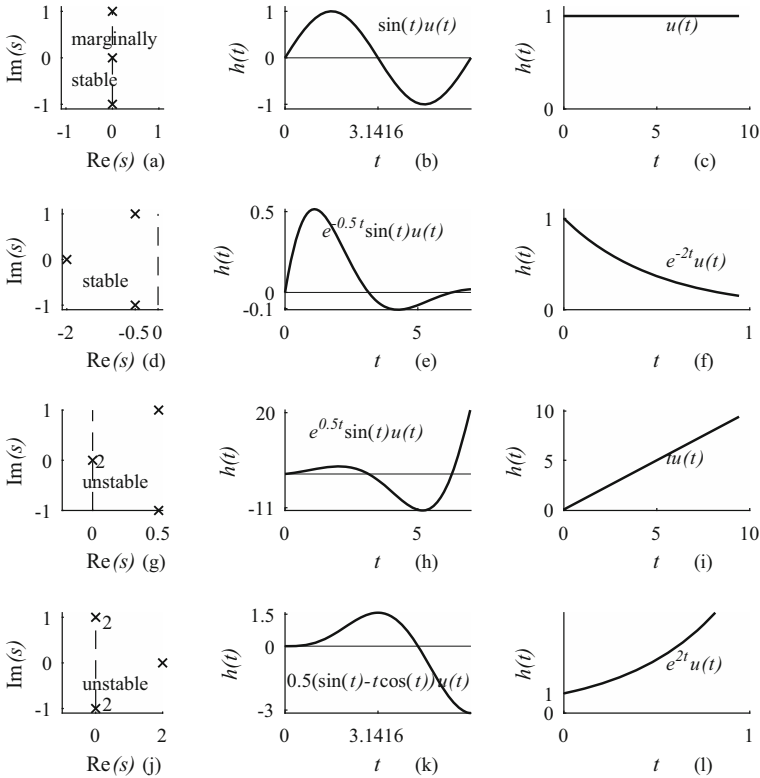 Im(s)
1
0
-1
marginally
stable
-1
0
1
Re(s) (a)
h(t)
1
0
-1
sin(t)u(t)
0
3.1416
t (b)
h(t)
1
0
u(t)
0
5
10
t (c)
Im(s)
1
0
-1
stable
-2
-0.5
0
Re(s) (d)
h(t)
0.5
0
-0.1
e^-0.5t sin(t)u(t)
0
5
t (e)
h(t)
1
0
e^-2t u(t)
0
1
t (f)
Im(s)
1
0
-1
2
unstable
0
0.5
Re(s) (g)
h(t)
20
-11
e^0.5t sin(t)u(t)
0
5
t (h)
h(t)
10
5
0
tu(t)
0
5
10
t (i)
Im(s)
1
0
-1
2
unstable
2
0
2
Re(s) (j)
h(t)
1.5
0
-3
0.5(sin(t)-tcos(t))u(t)
0
3.1416
t (k)
h(t)
1
0
e^2t u(t)
0
1
t (l)